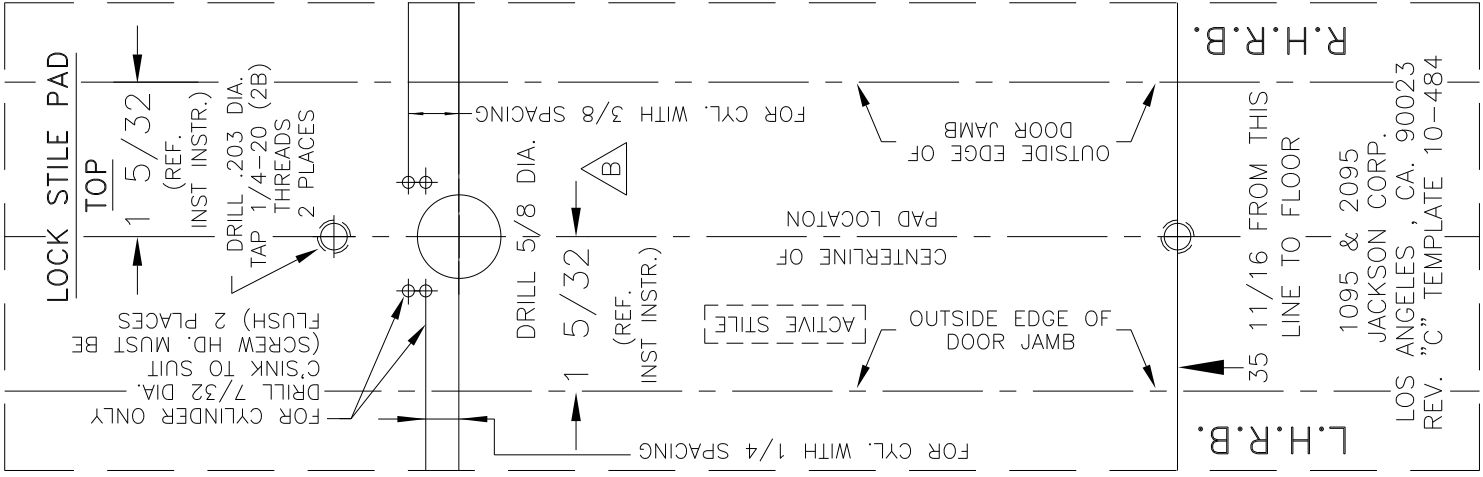 LOCK STILE PAD
TOP
1 5/32
(REF.
INST INSTR.)
DRILL .203 DIA.
TAP 1/4-20 (2B)
THREADS
2 PLACES
FOR CYLINDER ONLY
DRILL 7/32 DIA.
C'SINK TO SUIT
(SCREW HD. MUST BE
FLUSH) 2 PLACES
FOR CYL. WITH 3/8 SPACING
DRILL 5/8 DIA.
B
1 5/32
(REF.
INST INSTR.)
FOR CYL. WITH 1/4 SPACING
CENTERLINE OF
PAD LOCATON
ACTIVE STILE
OUTSIDE EDGE OF
DOOR JAMB
OUTSIDE EDGE OF
DOOR JAMB
R.H.R.B.
L.H.R.B.
35 11/16 FROM THIS
LINE TO FLOOR
1095 & 2095
JACKSON CORP.
LOS ANGELES , CA. 90023
REV. "C" TEMPLATE 10-484